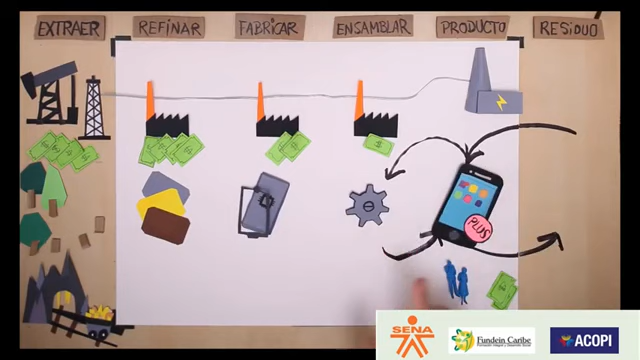 EXTRAER
REFINAR
FABRICAR
ENSAMBLAR
PRODUCTO
RESIDUO
PLUS
SENA
Fundein Caribe
ACOPI